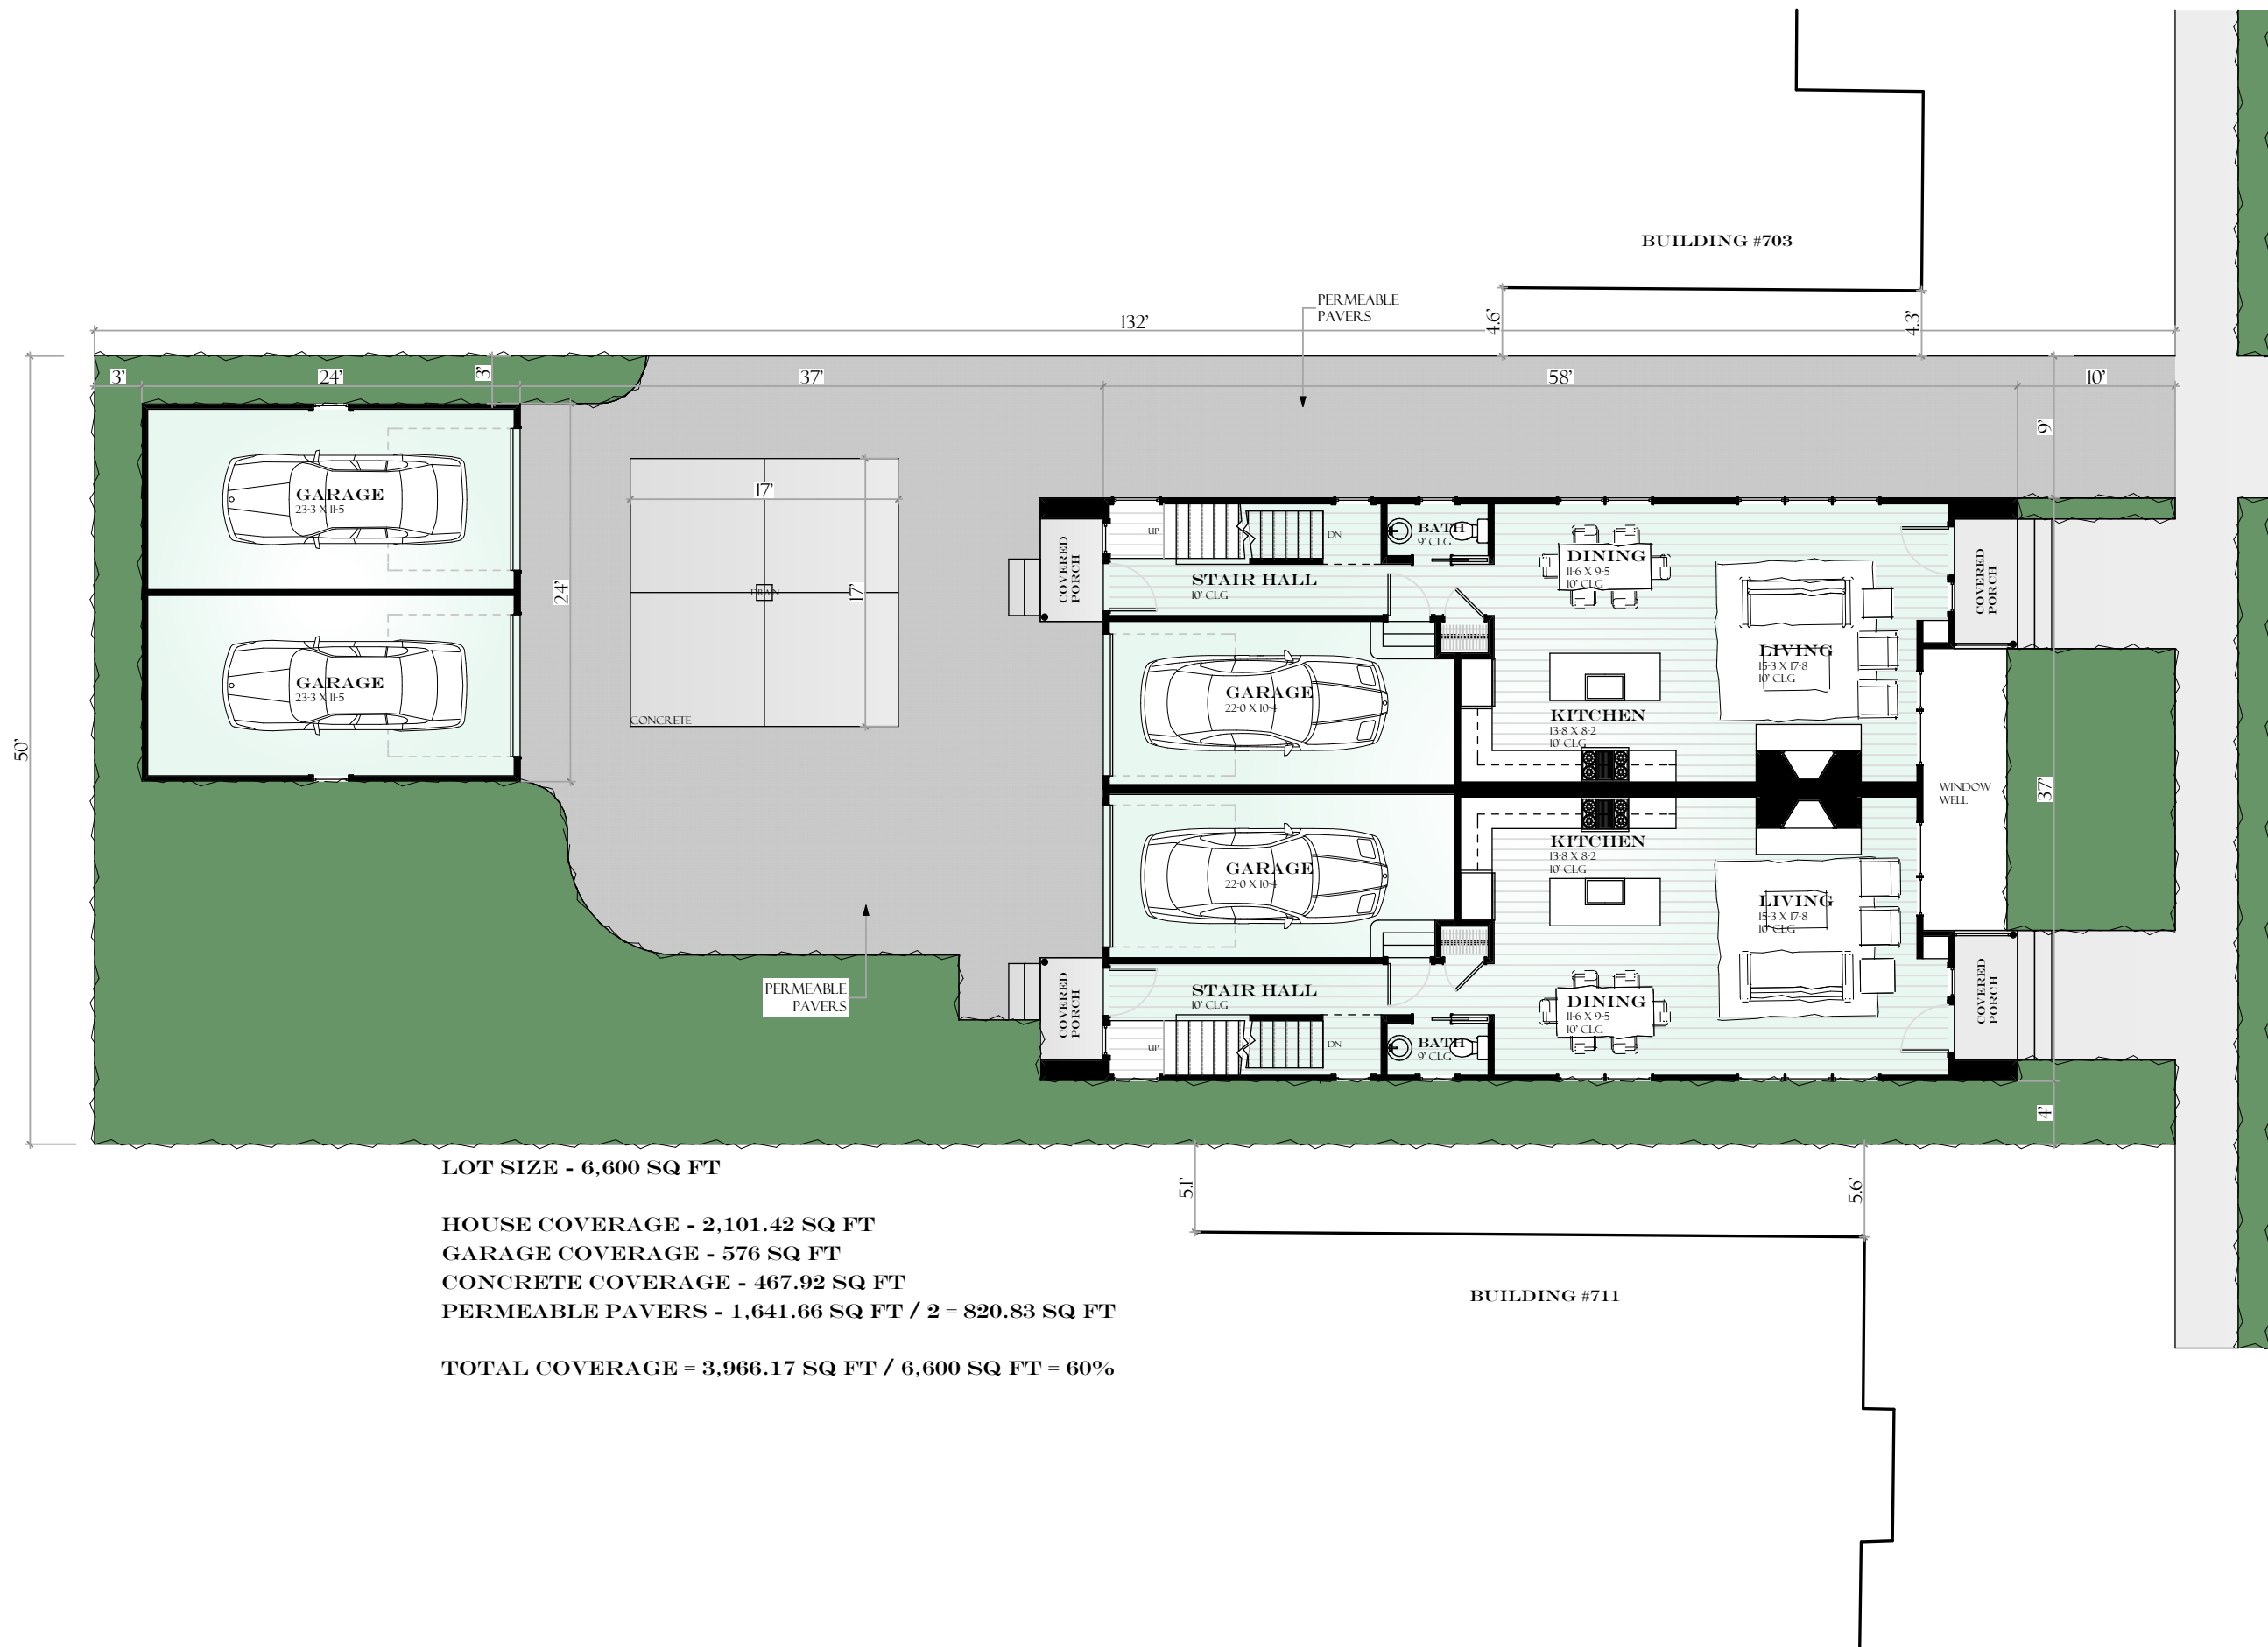 BUILDING #703
PERMEABLE
PAVERS
4.6'
4.3'
132'
3'
24'
3'
37'
58'
10'
9'
50'
GARAGE
23-3 X 11-5
GARAGE
23-3 X 11-5
24'
17'
17'
DRAIN
CONCRETE
COVERED
PORCH
UP
DN
STAIR HALL
10' CLG
BATH
9' CLG
DINING
11-6 X 9-5
10' CLG
LIVING
15-3 X 17-8
10' CLG
COVERED
PORCH
GARAGE
22-0 X 10-4
KITCHEN
13-8 X 8-2
10' CLG
WINDOW
WELL
37'
GARAGE
22-0 X 10-4
KITCHEN
13-8 X 8-2
10' CLG
LIVING
15-3 X 17-8
10' CLG
PERMEABLE
PAVERS
COVERED
PORCH
STAIR HALL
10' CLG
UP
DN
BATH
9' CLG
DINING
11-6 X 9-5
10' CLG
COVERED
PORCH
4'
5.1'
5.6'
LOT SIZE - 6,600 SQ FT
HOUSE COVERAGE - 2,101.42 SQ FT
GARAGE COVERAGE - 576 SQ FT
CONCRETE COVERAGE - 467.92 SQ FT
PERMEABLE PAVERS - 1,641.66 SQ FT / 2 = 820.83 SQ FT
TOTAL COVERAGE = 3,966.17 SQ FT / 6,600 SQ FT = 60%
BUILDING #711